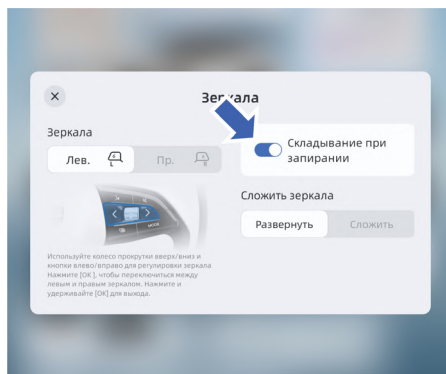 Зеркала
Зеркала
Лев.
L
Пр.
R
MODE
Используйте колесо прокрутки вверх/вниз и
кнопки влево/вправо для регулировки зеркала
Нажмите [OK ], чтобы переключиться между
левым и правым зеркалом. Нажмите и
удерживайте [OK] для выхода.
Складывание при
запирании
Сложить зеркала
Развернуть
Сложить